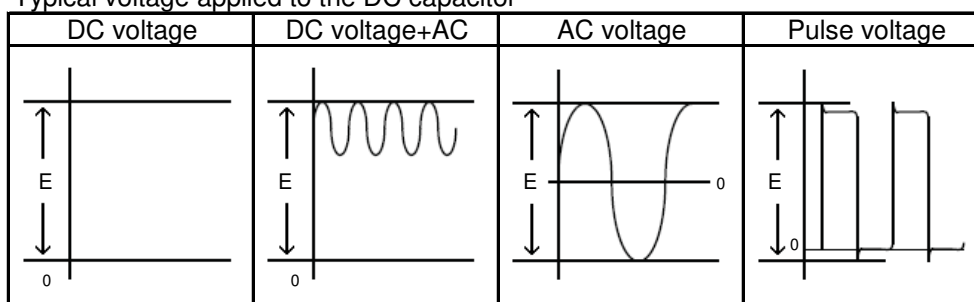 Typical voltage applied to the DC capacitor
DC voltage DC voltage+AC AC voltage Pulse voltage
E E E 0 E 0
0 0